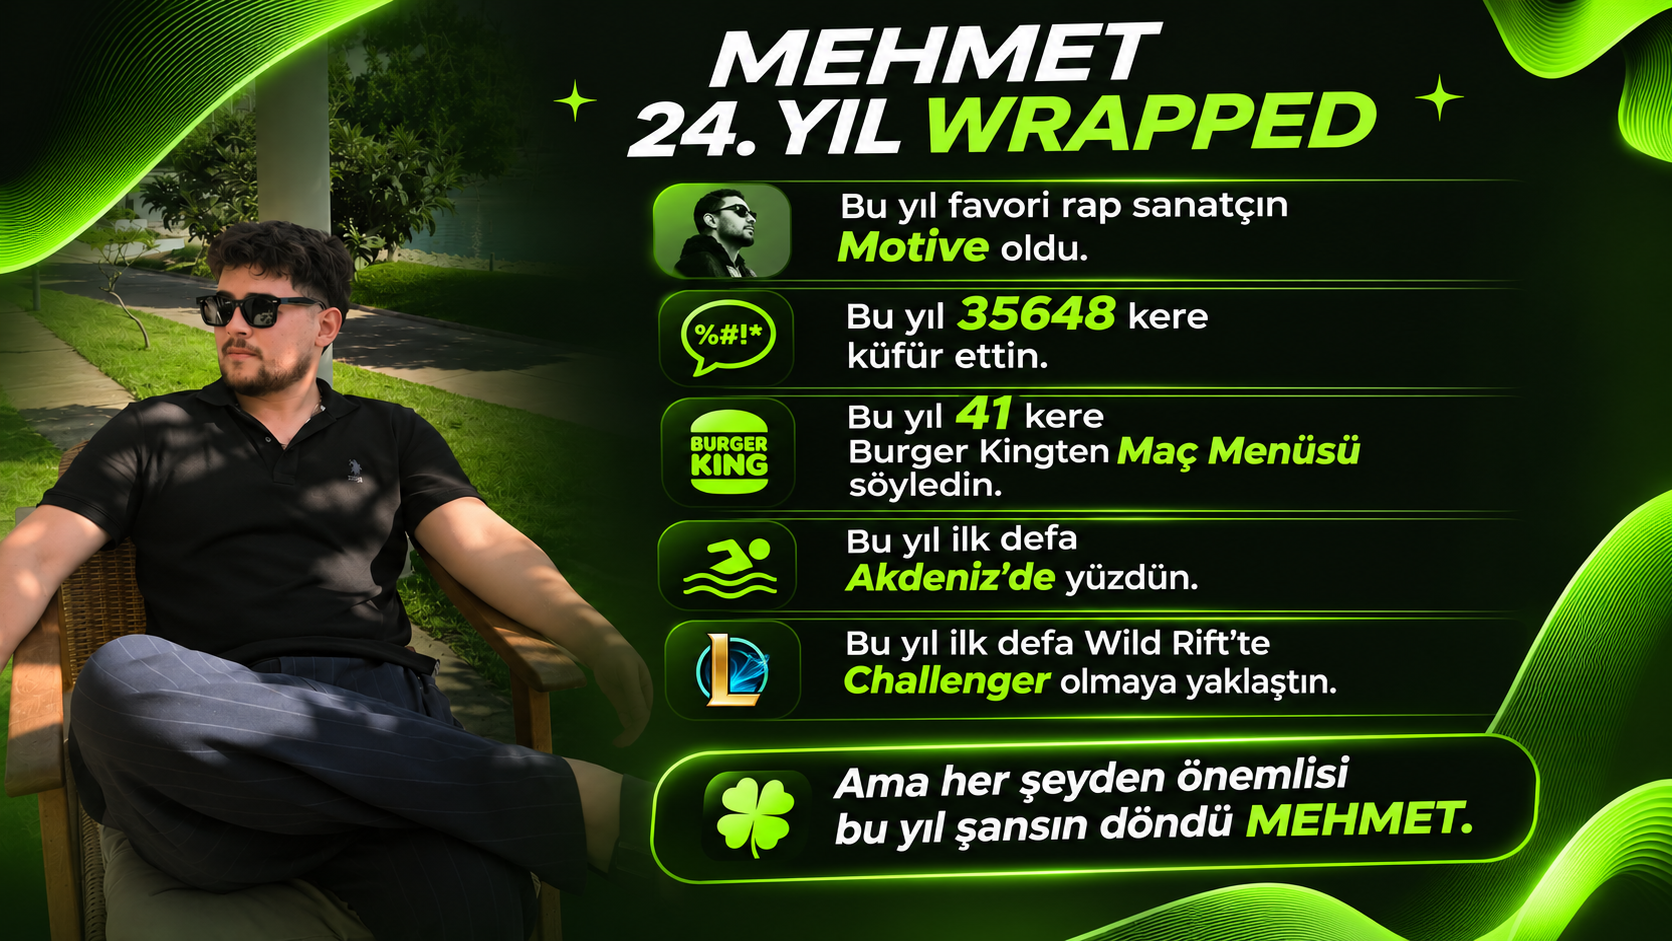 MEHMET
24. YIL WRAPPED
Bu yıl favori rap sanatçın
Motive oldu.
%#!*
Bu yıl 35648 kere
küfür ettin.
BURGER
KING
Bu yıl 41 kere
Burger Kingten Maç Menüsü
söyledin.
Bu yıl ilk defa
Akdeniz'de yüzdün.
L
Bu yıl ilk defa Wild Rift'te
Challenger olmaya yaklaştın.
Ama her şeyden önemlisi
bu yıl şansın döndü MEHMET.